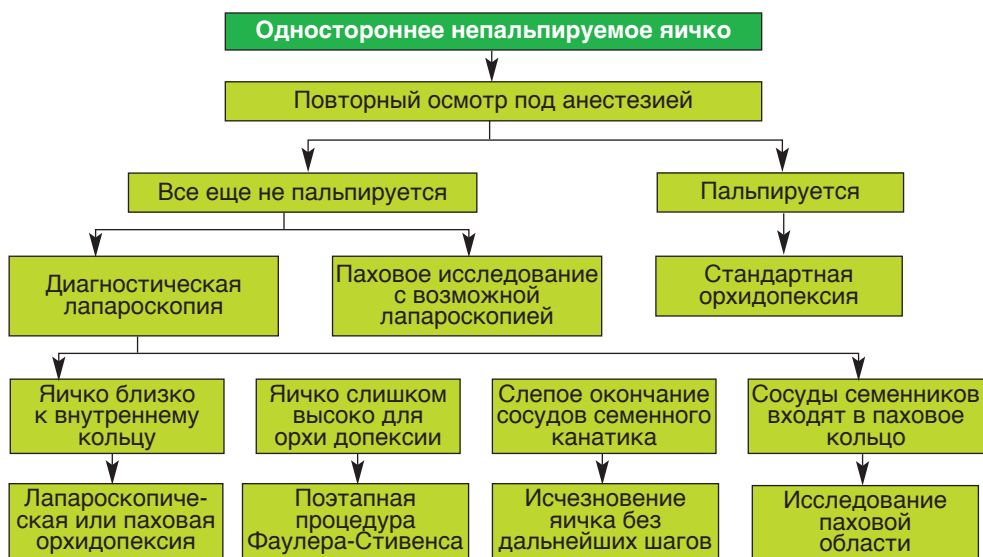 Одностороннее непальпируемое яичко
Повторный осмотр под анестезией
Все еще не пальпируется
Пальпируется
Диагностическая
лапароскопия
Паховое исследование
с возможной
лапароскопией
Стандартная
орхидопексия
Яичко близко
к внутреннему
кольцу
Яичко слишком
высоко для
орхи допексии
Слепое окончание
сосудов семенного
канатика
Сосуды семенников
входят в паховое
кольцо
Лапароскопиче-
ская или паховая
орхидопексия
Поэтапная
процедура
Фаулера-Стивенса
Исчезновение
яичка без
дальнейших шагов
Исследование
паховой
области